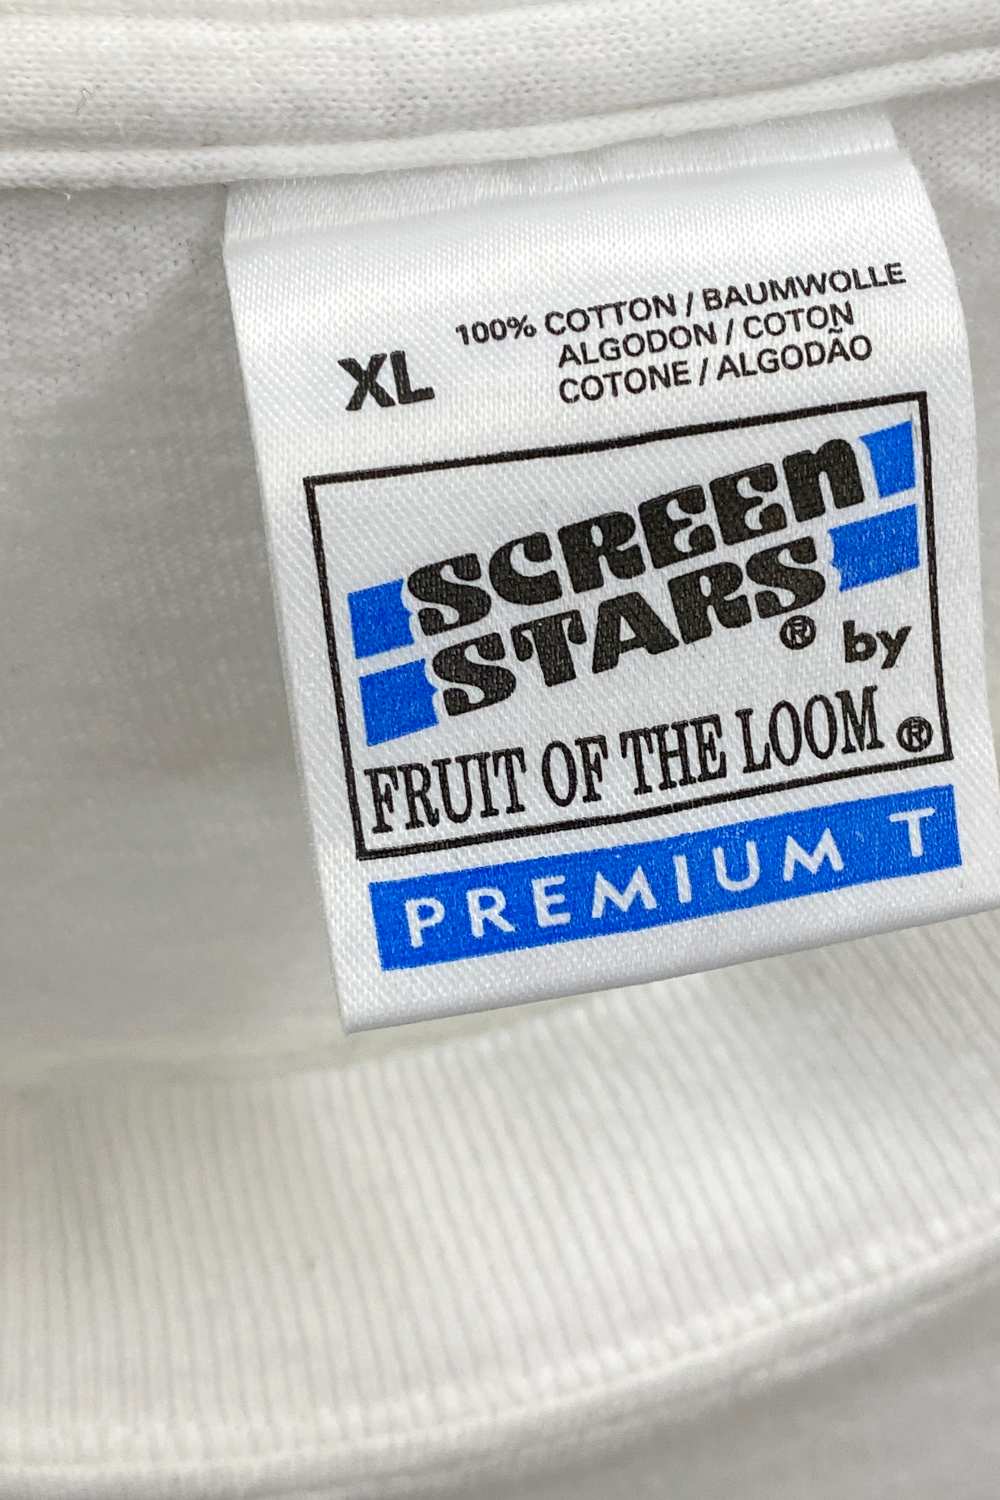 XL
100% COTTON / BAUMWOLLE
ALGODON / COTON
COTONE / ALGODÃO
SCREEN
STARS® by
FRUIT OF THE LOOM®
PREMIUM T